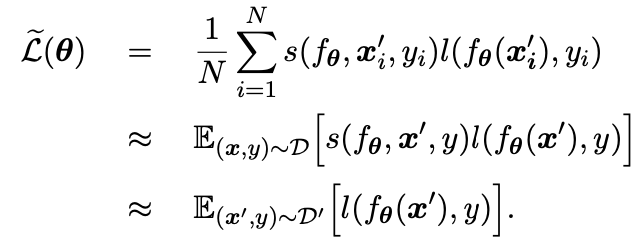 $\widetilde{\mathcal{L}}(\boldsymbol{\theta}) = \frac{1}{N} \sum_{i=1}^{N} s(f_{\boldsymbol{\theta}}, \boldsymbol{x}'_i, y_i) l(f_{\boldsymbol{\theta}}(\boldsymbol{x}'_i), y_i)$
$\approx \mathbb{E}_{(\boldsymbol{x}, y) \sim \mathcal{D}} \Big[ s(f_{\boldsymbol{\theta}}, \boldsymbol{x}', y) l(f_{\boldsymbol{\theta}}(\boldsymbol{x}'), y) \Big]$
$\approx \mathbb{E}_{(\boldsymbol{x}', y) \sim \mathcal{D}'} \Big[ l(f_{\boldsymbol{\theta}}(\boldsymbol{x}'), y) \Big].$